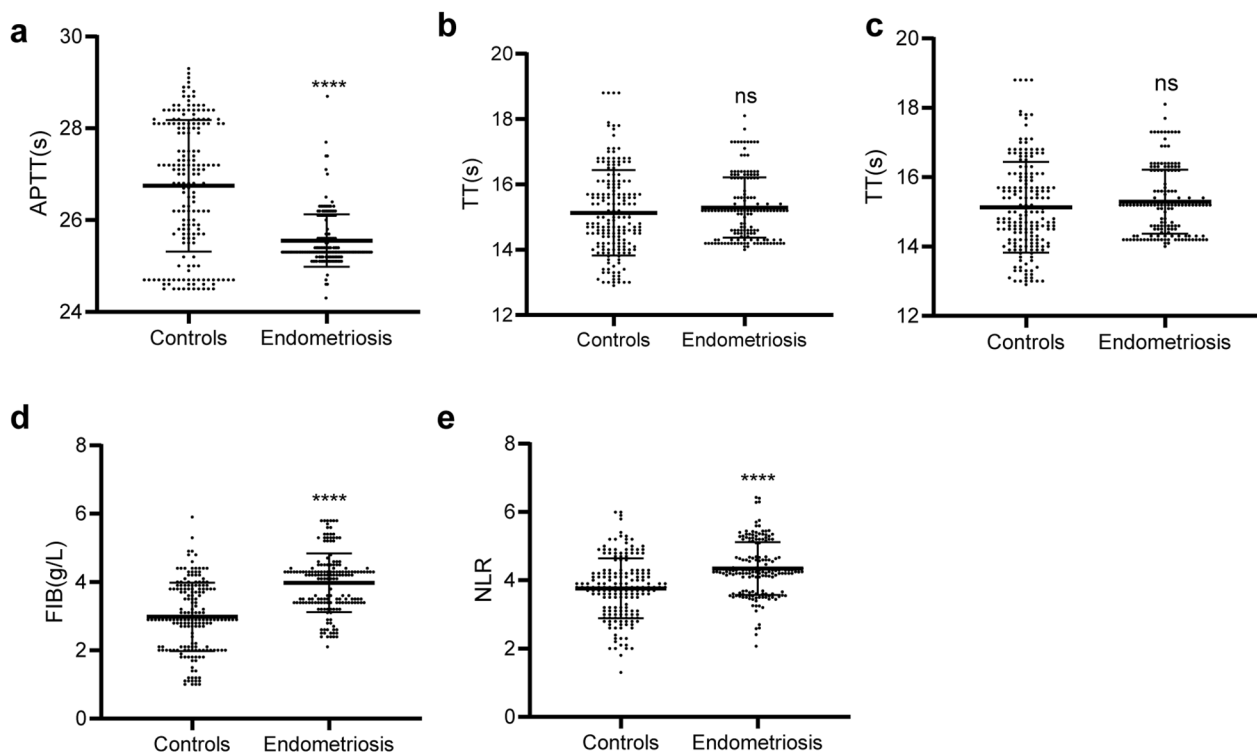 a
APTT(s)
30
28
26
24
****
Controls
Endometriosis
b
TT(s)
20
18
16
14
12
ns
Controls
Endometriosis
c
TT(s)
20
18
16
14
12
ns
Controls
Endometriosis
d
FIB(g/L)
8
6
4
2
0
****
Controls
Endometriosis
e
NLR
8
6
4
2
0
****
Controls
Endometriosis